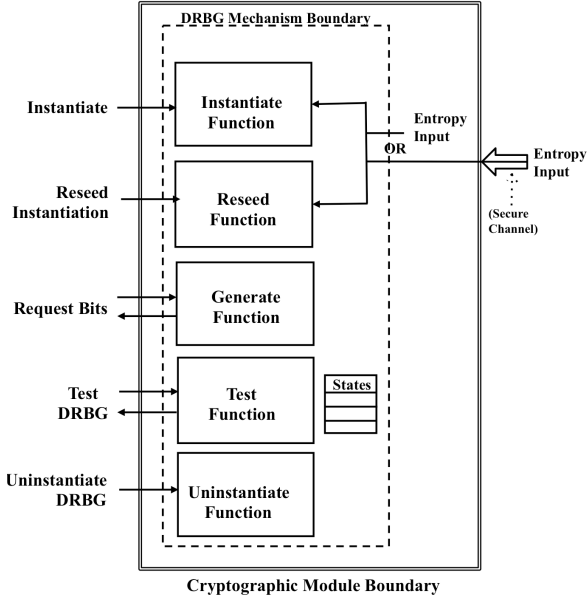 DRBG Mechanism Boundary
Instantiate
Instantiate
Function
Entropy
Input
OR
Entropy
Input
(Secure
Channel)
Reseed
Instantiation
Reseed
Function
Request Bits
Generate
Function
Test
DRBG
Test
Function
States
Uninstantiate
DRBG
Uninstantiate
Function
Cryptographic Module Boundary